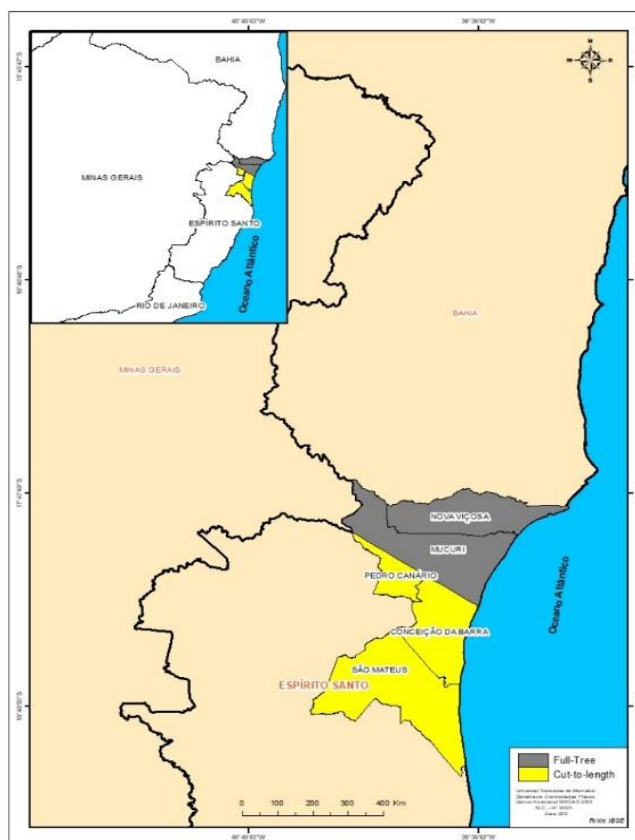 BAHIA
MINAS GERAIS
ESPÍRITO SANTO
RIO DE JANEIRO
Oceano Atlântico
N
W
E
S
BAHIA
MINAS GERAIS
NOVA VIÇOSA
MUCURI
PEDRO CANÁRIO
CONCEIÇÃO DA BARRA
SÃO MATEUS
ESPÍRITO SANTO
Oceano Atlântico
0 50 100 200 300 400 Km
Full-Tree
Cut-to-length
Fonte: IBGE